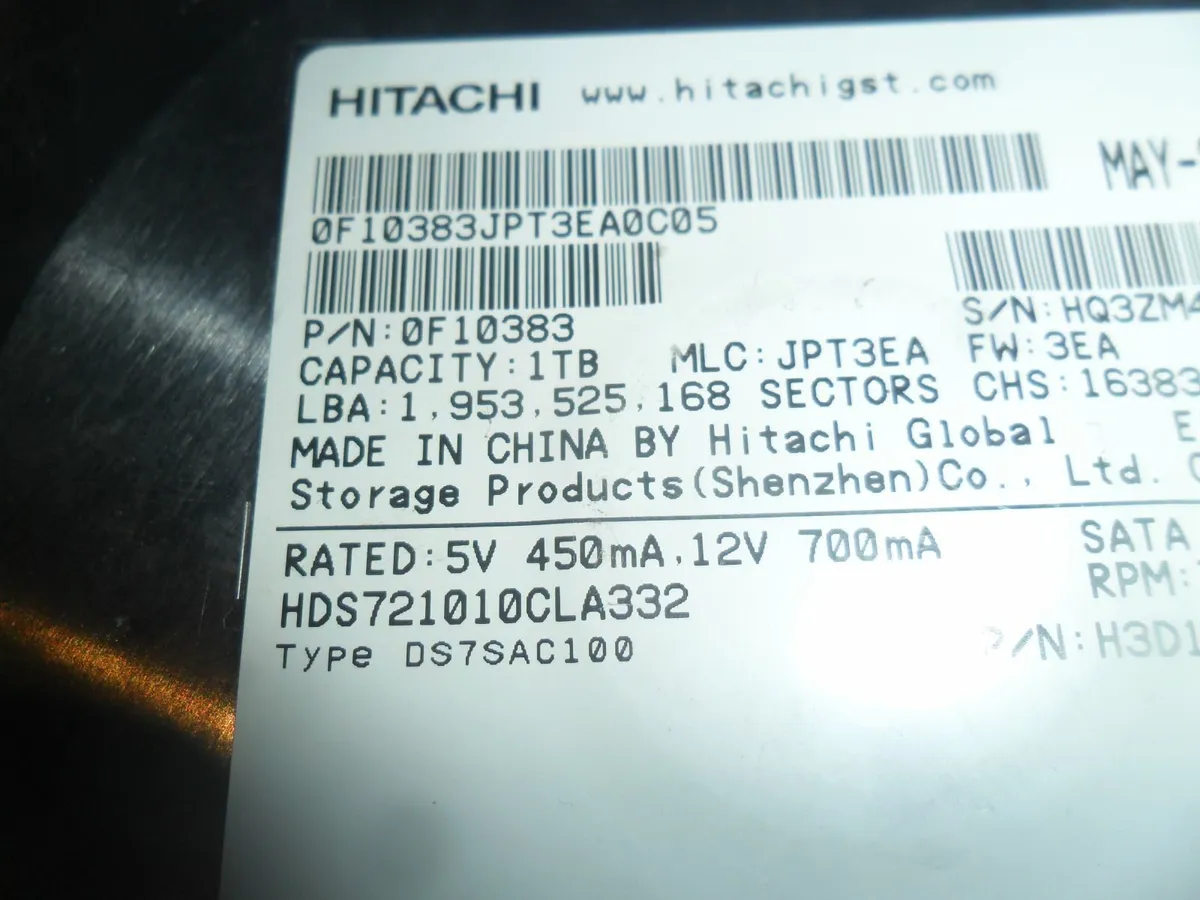 HITACHI www.hitachigst.com
MAY-
0F10383JPT3EA0C05
P/N:0F10383 S/N:HQ3ZM4
CAPACITY:1TB MLC:JPT3EA FW:3EA
LBA:1,953,525,168 SECTORS CHS:16383
MADE IN CHINA BY Hitachi Global
Storage Products(Shenzhen)Co., Ltd.
RATED:5V 450mA,12V 700mA SATA
HDS721010CLA332 RPM:
Type DS7SAC100 P/N:H3D1